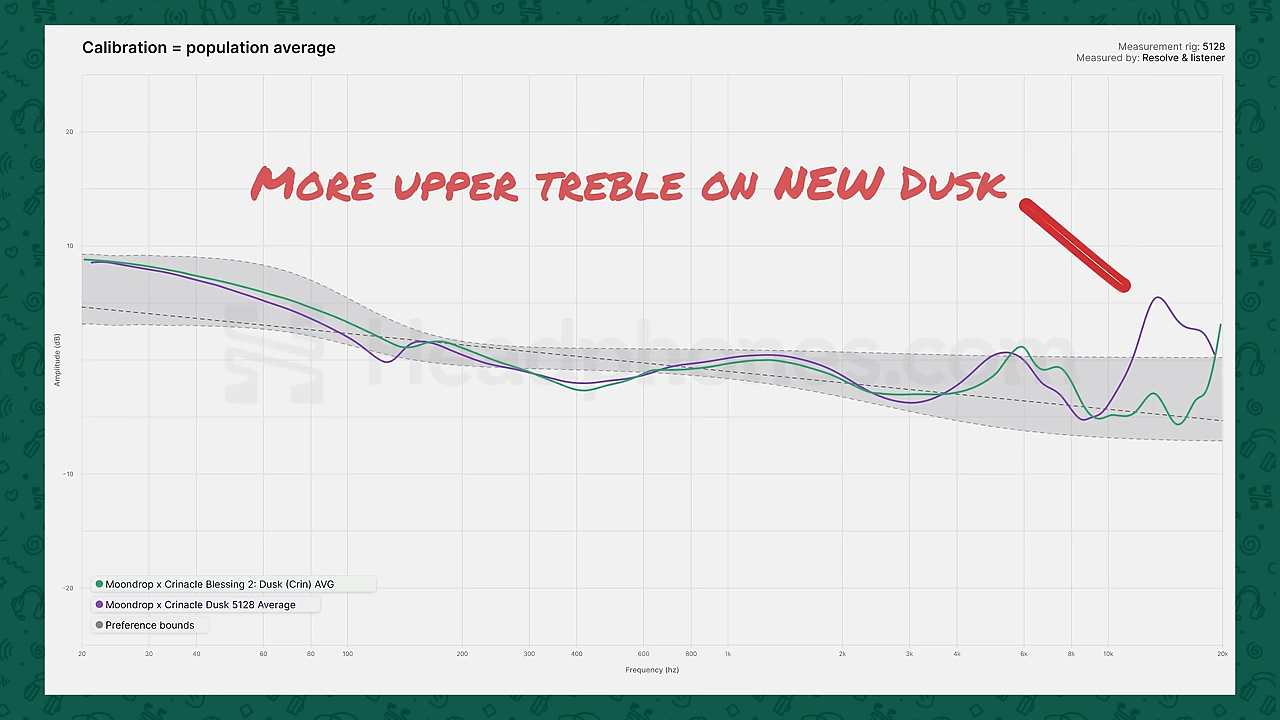 Calibration = population average
Measurement rig: 5128
Measured by: Resolve & listener
MORE UPPER TREBLE ON NEW DUSK
Headphones.com
Amplitude (dB)
20
10
-10
-20
Moondrop x Crinacle Blessing 2: Dusk (Crin) AVG
Moondrop x Crinacle Dusk 5128 Average
Preference bounds
20 30 40 60 80 100 200 300 400 600 800 1k 2k 3k 4k 6k 8k 10k 20k
Frequency (hz)